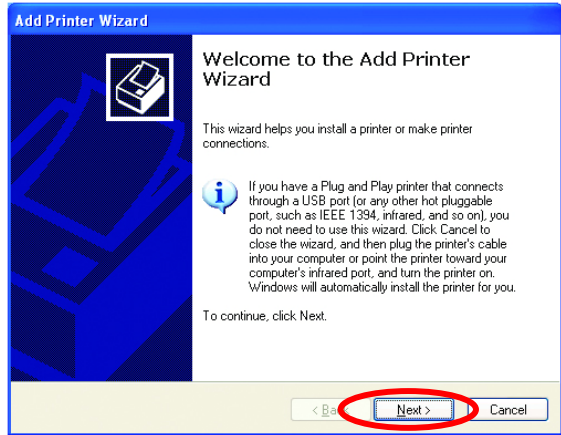 Add Printer Wizard
Welcome to the Add Printer
Wizard
This wizard helps you install a printer or make printer
connections.
If you have a Plug and Play printer that connects
through a USB port (or any other hot pluggable
port, such as IEEE 1394, infrared, and so on), you
do not need to use this wizard. Click Cancel to
close the wizard, and then plug the printer's cable
into your computer or point the printer toward your
computer's infrared port, and turn the printer on.
Windows will automatically install the printer for you.
To continue, click Next.
Next > Cancel